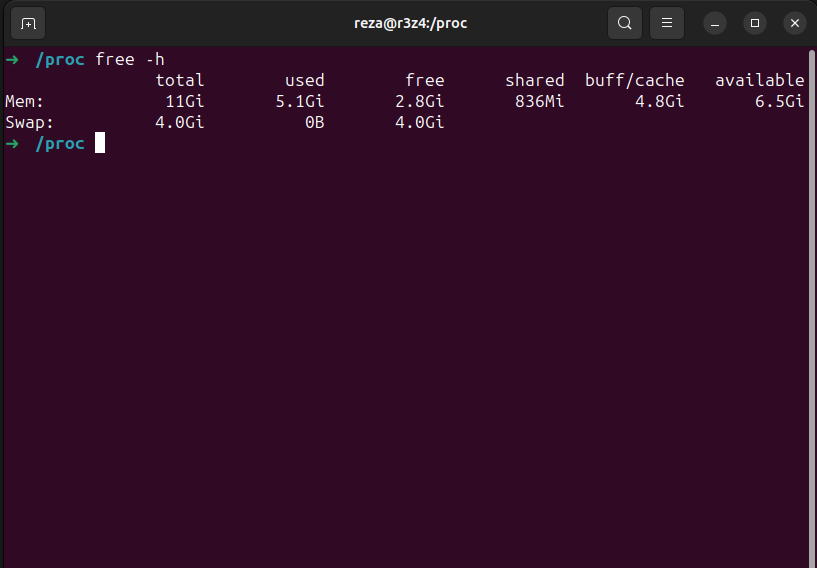 reza@r3z4:/proc
➜  /proc free -h
               total        used        free      shared  buff/cache   available
Mem:            11Gi       5.1Gi       2.8Gi       836Mi       4.8Gi       6.5Gi
Swap:          4.0Gi          0B       4.0Gi
➜  /proc